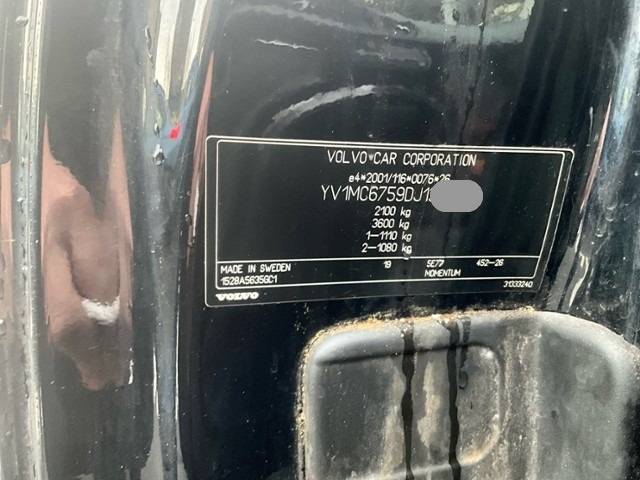 VOLVO*CAR CORPORATION
e4*2001/116*0076*26
YV1MC6759DJ1
2100 kg
3600 kg
1-1110 kg
2-1080 kg
MADE IN SWEDEN 19 5E77 452-26
1528A5635GC1 MOMENTUM 31333240
VOLVO